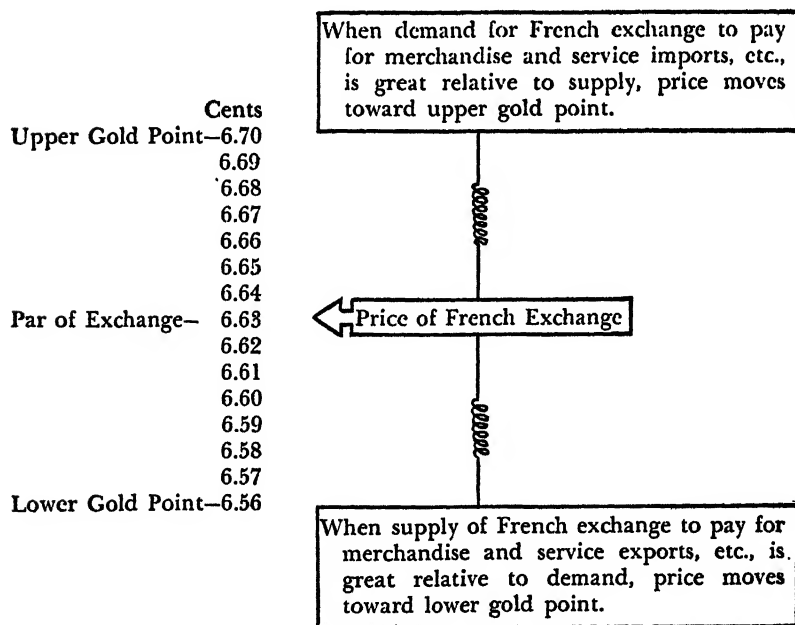 When demand for French exchange to pay
for merchandise and service imports, etc.,
is great relative to supply, price moves
toward upper gold point.
Cents
Upper Gold Point—6.70
6.69
6.68
6.67
6.66
6.65
6.64
Par of Exchange— 6.63
Price of French Exchange
6.62
6.61
6.60
6.59
6.58
6.57
Lower Gold Point—6.56
When supply of French exchange to pay for
merchandise and service exports, etc., is
great relative to demand, price moves
toward lower gold point.